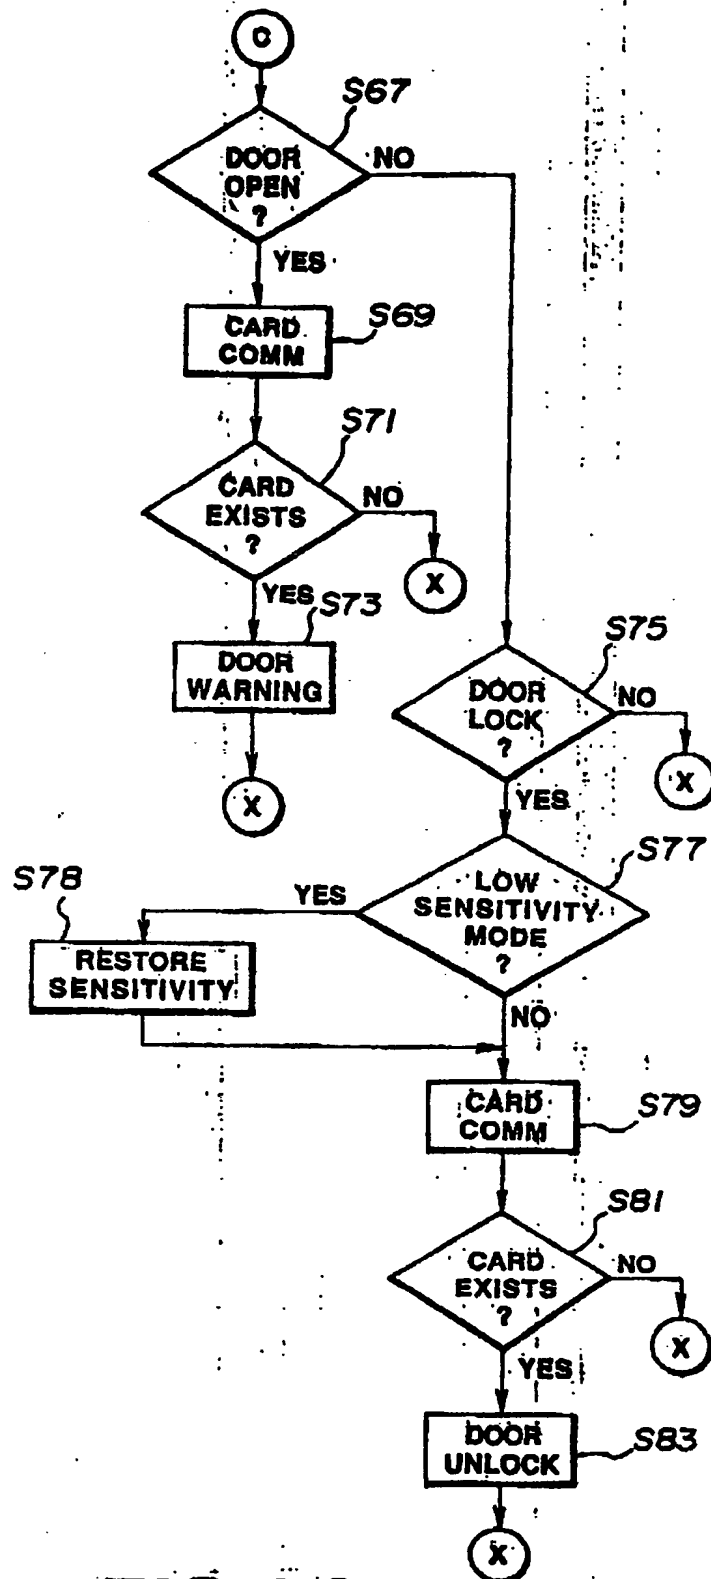 C
S67
DOOR
OPEN
?
NO
YES
CARD
COMM
S69
S71
CARD
EXISTS
?
NO
X
YES
S73
DOOR
WARNING
X
S75
DOOR
LOCK
?
NO
X
YES
S77
LOW
SENSITIVITY
MODE
?
YES
S78
RESTORE
SENSITIVITY
NO
CARD
COMM
S79
S81
CARD
EXISTS
?
NO
X
YES
DOOR
UNLOCK
S83
X